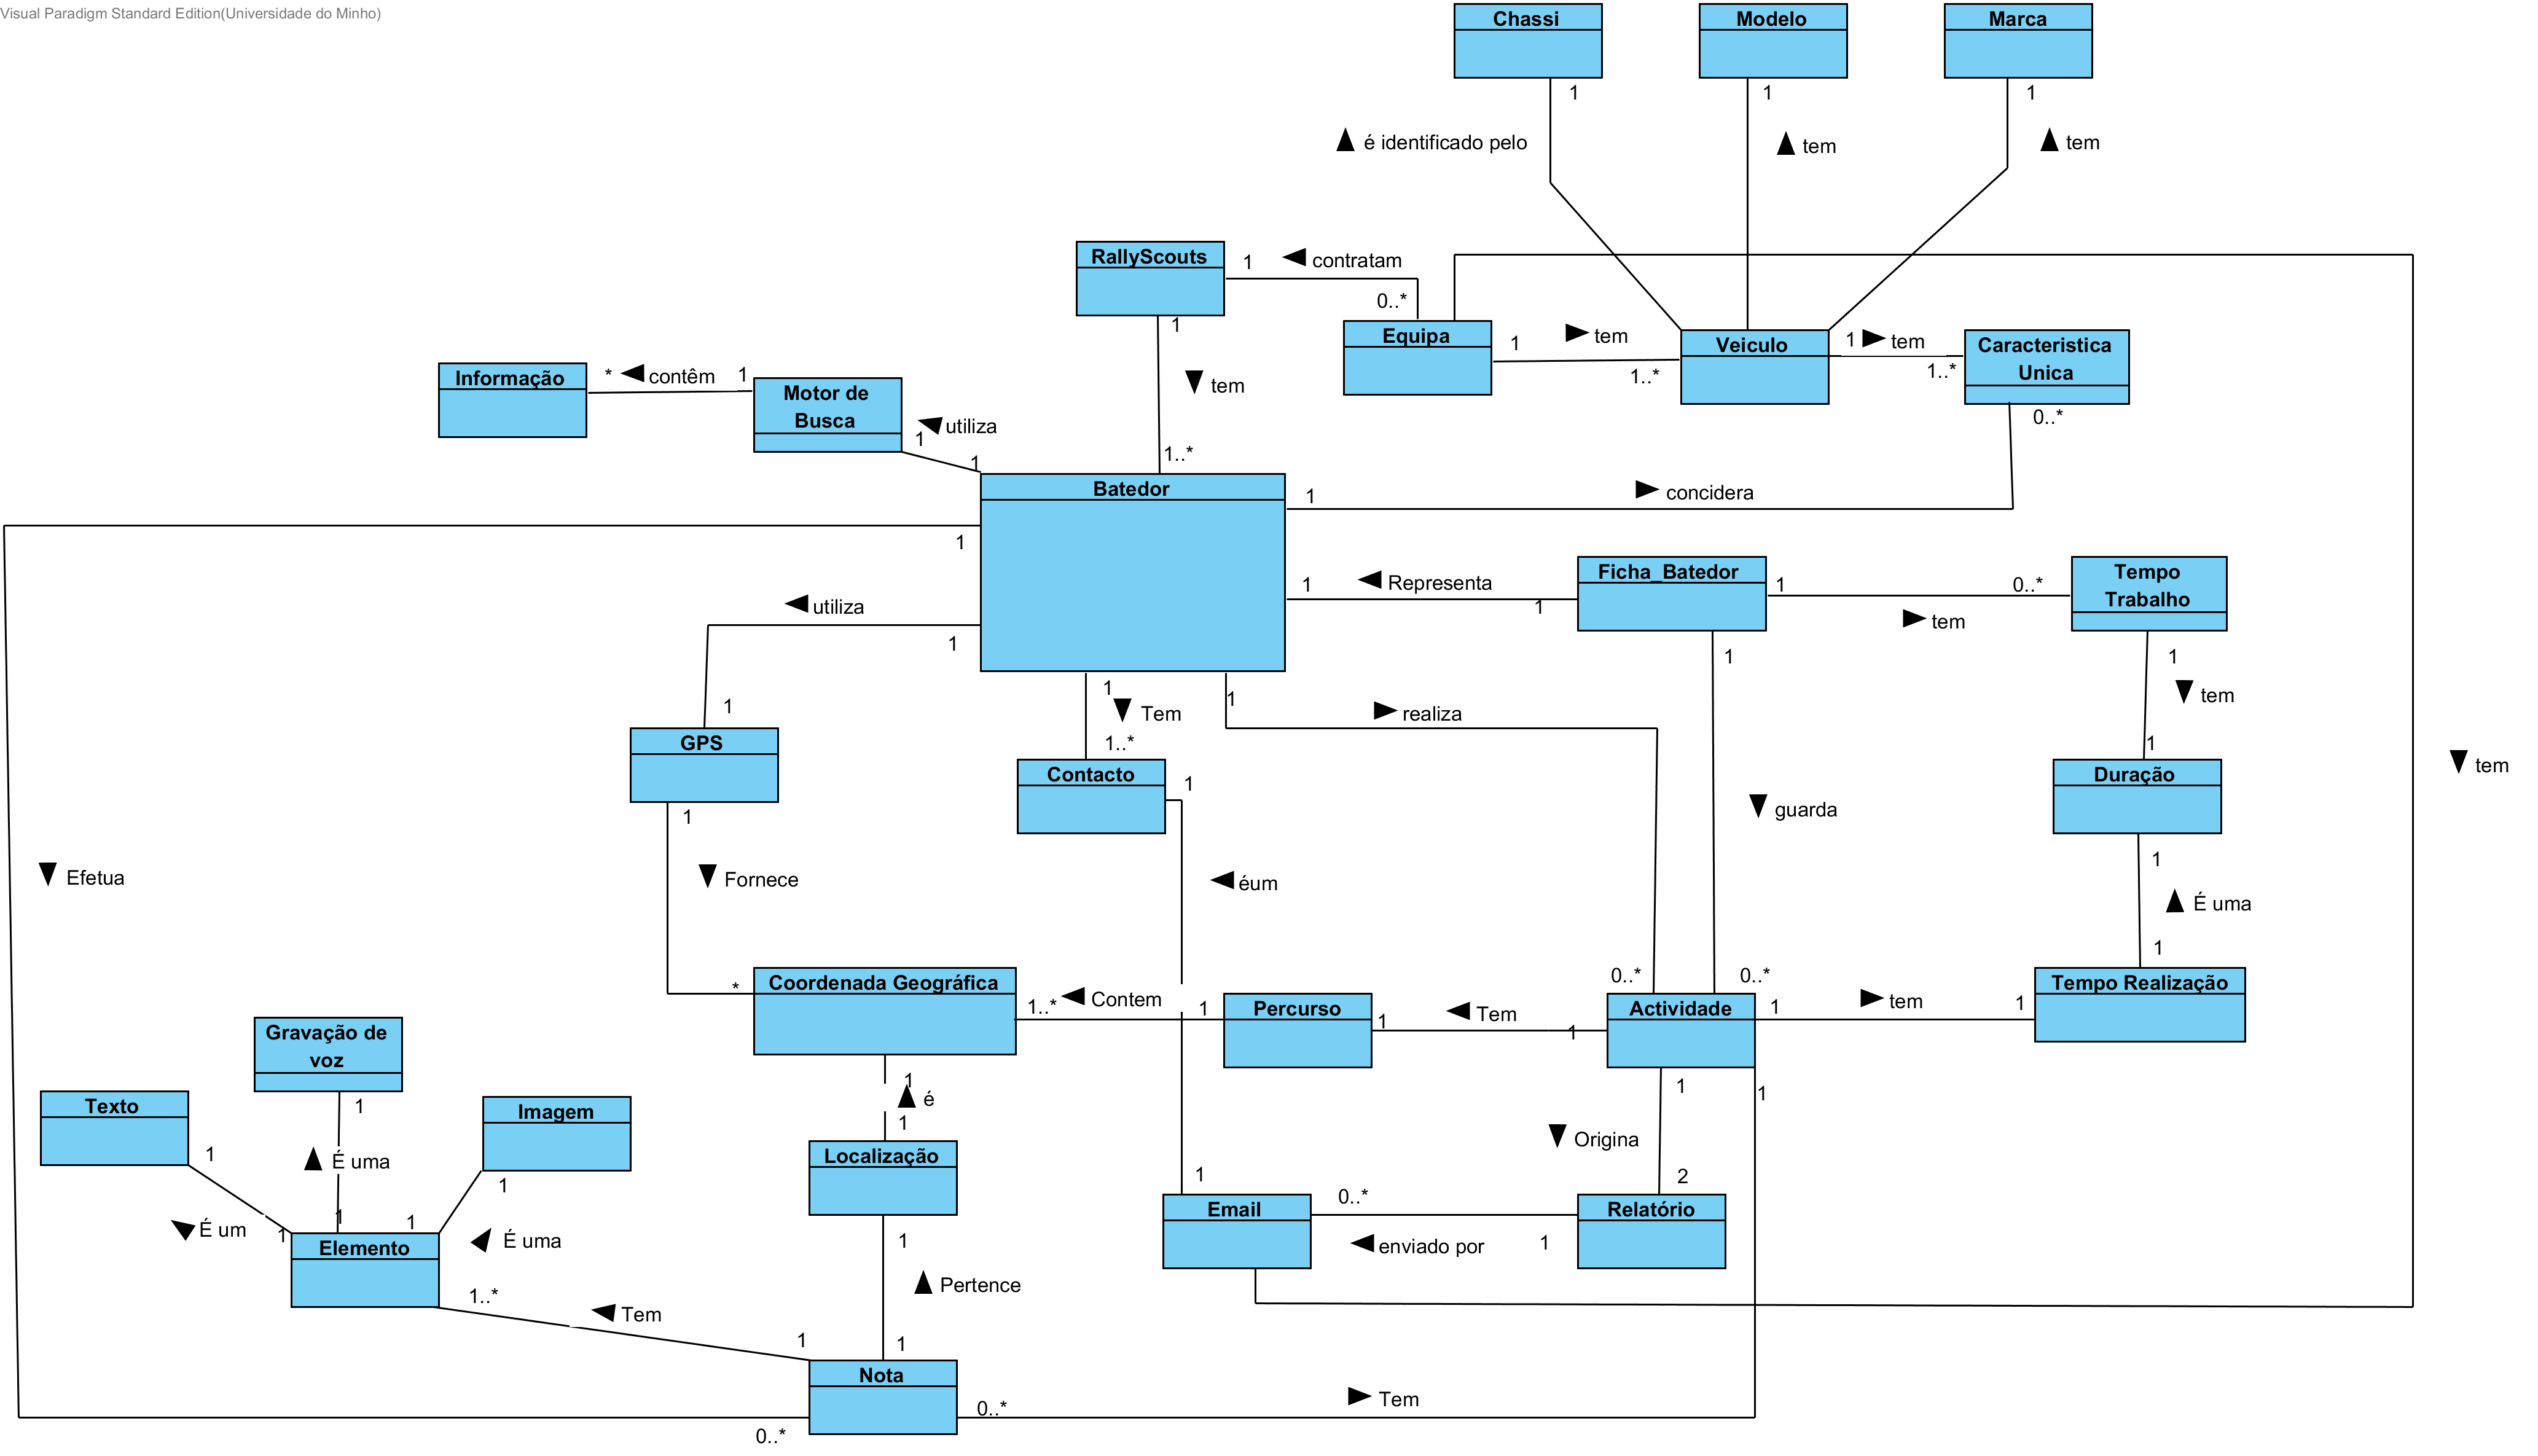 Visual Paradigm Standard Edition(Universidade do Minho)
Chassi
Modelo
Marca
1
1
1
é identificado pelo
tem
tem
RallyScouts
1
contratam
0..*
1
Equipa
1
tem
1..*
Veiculo
1
tem
1..*
Caracteristica
Unica
0..*
Informação
*
contêm
1
Motor de
Busca
utiliza
1
1
tem
1..*
Batedor
1
concidera
1
1
Representa
1
Ficha_Batedor
1
0..*
tem
Tempo
Trabalho
utiliza
1
1
GPS
1
1
Tem
1..*
1
realiza
1
1
tem
1
Contacto
1
Duração
tem
guarda
1
Efetua
Fornece
éum
É uma
1
Coordenada Geográfica
*
1..*
Contem
1
Percurso
1
Tem
1
0..*
0..*
Actividade
1
tem
1
Tempo Realização
Gravação de
voz
1
é
1
1
1
Texto
1
1
Imagem
1
É uma
Localização
Origina
1
2
Email
0..*
enviado por
1
Relatório
É um
1
1
1
É uma
Elemento
1..*
Tem
1
1
Pertence
1
Nota
0..*
0..*
Tem